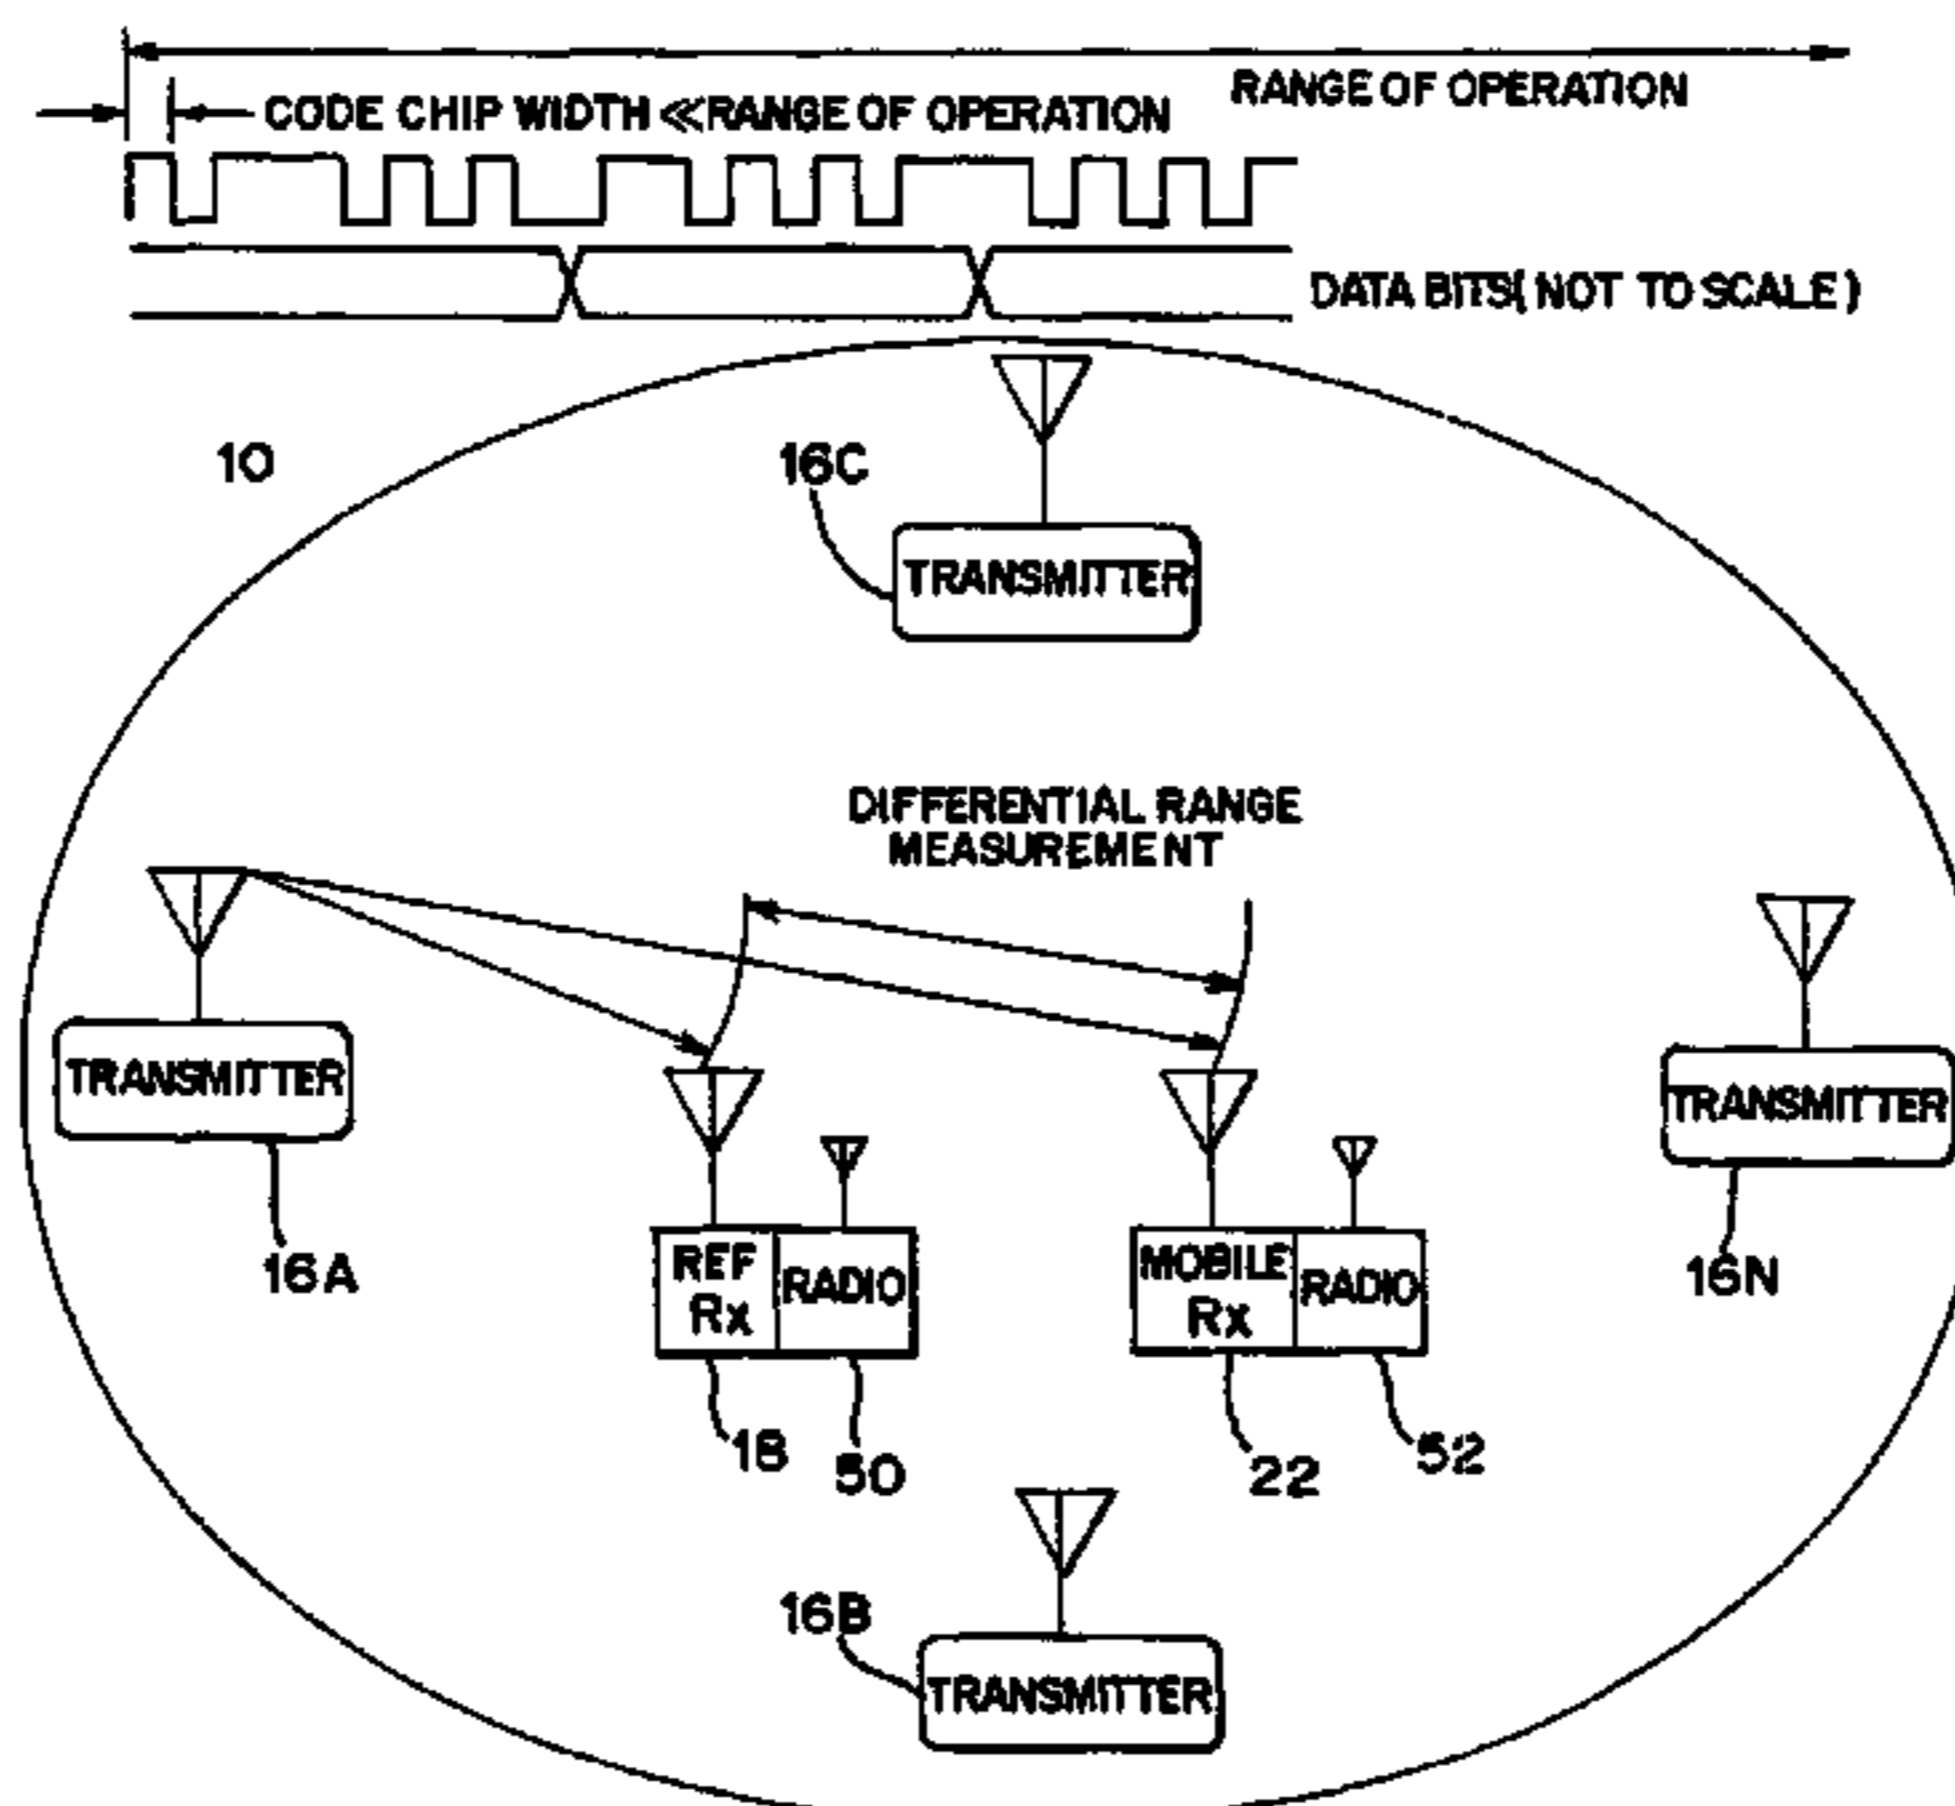 RANGE OF OPERATION
CODE CHIP WIDTH ≪ RANGE OF OPERATION
DATA BITS (NOT TO SCALE)
10
16C
TRANSMITTER
DIFFERENTIAL RANGE
MEASUREMENT
TRANSMITTER
TRANSMITTER
16A
REF
Rx
RADIO
MOBILE
Rx
RADIO
16N
18
50
22
52
16B
TRANSMITTER